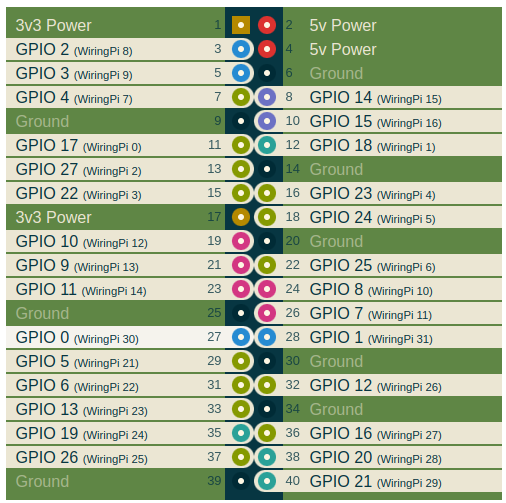 3v3 Power 1 2 5v Power
GPIO 2 (WiringPi 8) 3 4 5v Power
GPIO 3 (WiringPi 9) 5 6 Ground
GPIO 4 (WiringPi 7) 7 8 GPIO 14 (WiringPi 15)
Ground 9 10 GPIO 15 (WiringPi 16)
GPIO 17 (WiringPi 0) 11 12 GPIO 18 (WiringPi 1)
GPIO 27 (WiringPi 2) 13 14 Ground
GPIO 22 (WiringPi 3) 15 16 GPIO 23 (WiringPi 4)
3v3 Power 17 18 GPIO 24 (WiringPi 5)
GPIO 10 (WiringPi 12) 19 20 Ground
GPIO 9 (WiringPi 13) 21 22 GPIO 25 (WiringPi 6)
GPIO 11 (WiringPi 14) 23 24 GPIO 8 (WiringPi 10)
Ground 25 26 GPIO 7 (WiringPi 11)
GPIO 0 (WiringPi 30) 27 28 GPIO 1 (WiringPi 31)
GPIO 5 (WiringPi 21) 29 30 Ground
GPIO 6 (WiringPi 22) 31 32 GPIO 12 (WiringPi 26)
GPIO 13 (WiringPi 23) 33 34 Ground
GPIO 19 (WiringPi 24) 35 36 GPIO 16 (WiringPi 27)
GPIO 26 (WiringPi 25) 37 38 GPIO 20 (WiringPi 28)
Ground 39 40 GPIO 21 (WiringPi 29)